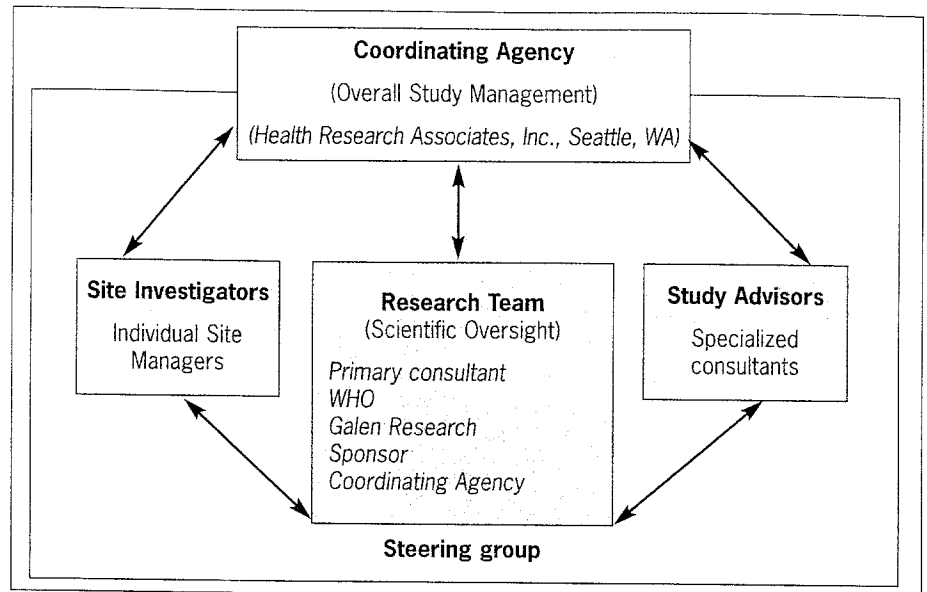 Coordinating Agency
(Overall Study Management)
(Health Research Associates, Inc., Seattle, WA)
Site Investigators
Individual Site
Managers
Research Team
(Scientific Oversight)
Primary consultant
WHO
Galen Research
Sponsor
Coordinating Agency
Study Advisors
Specialized
consultants
Steering group